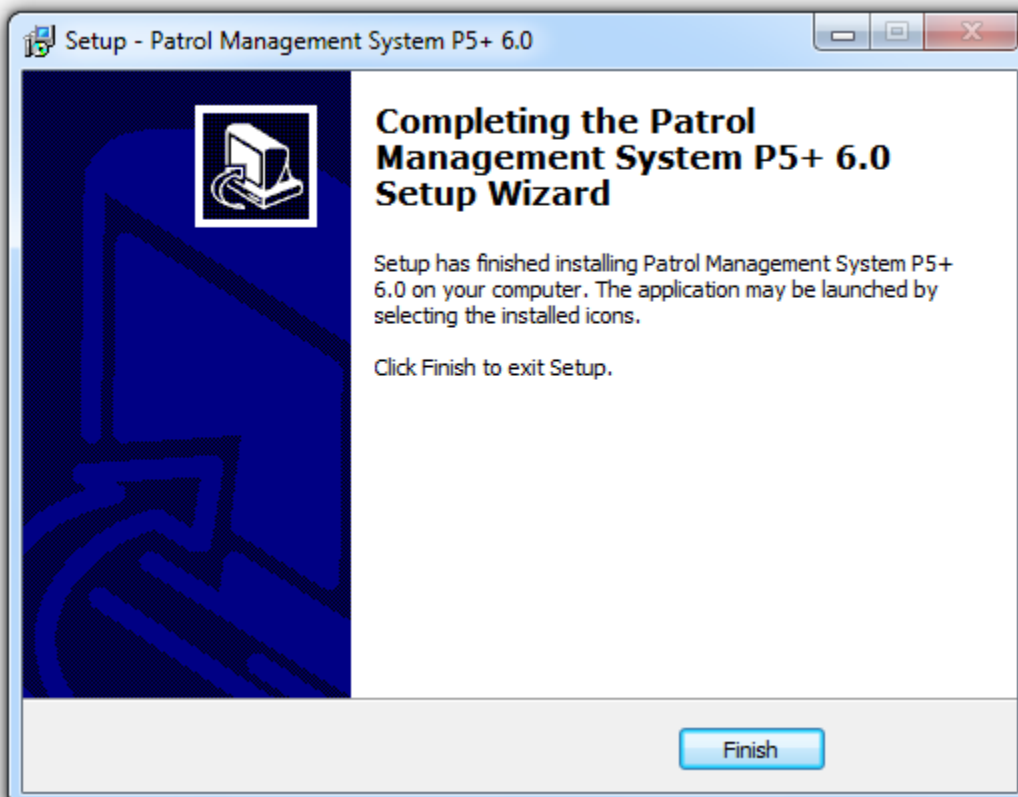 Setup - Patrol Management System P5+ 6.0
Completing the Patrol
Management System P5+ 6.0
Setup Wizard
Setup has finished installing Patrol Management System P5+
6.0 on your computer. The application may be launched by
selecting the installed icons.
Click Finish to exit Setup.
Finish